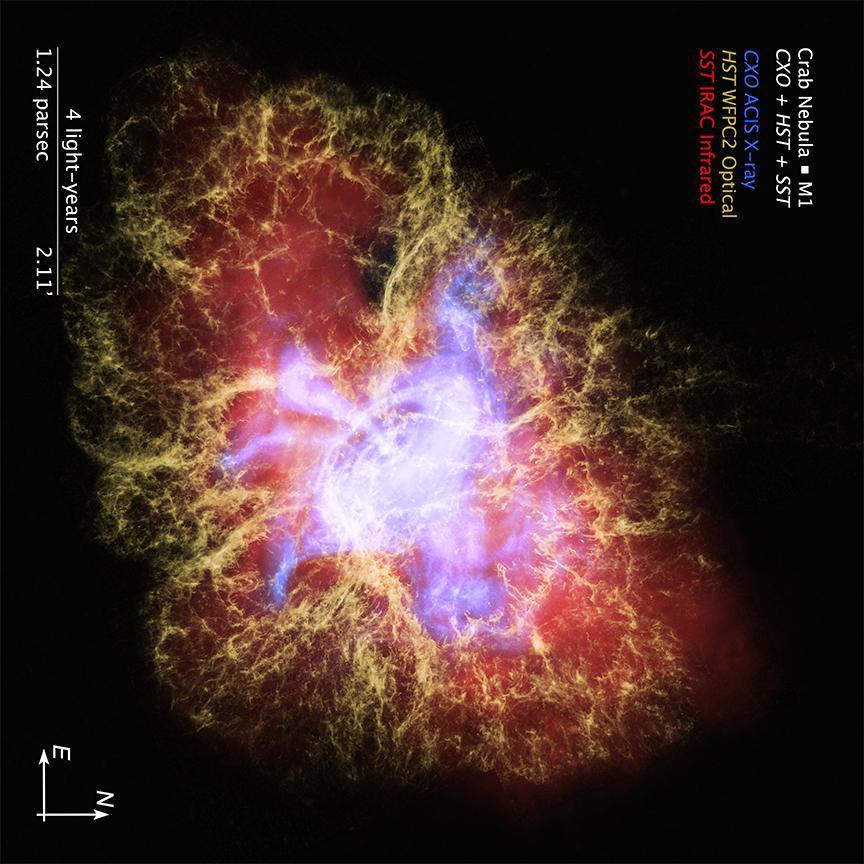 Crab Nebula ▪ M1
CXO + HST + SST
CXO ACIS X-ray
HST WFPC2 Optical
SST IRAC Infrared
4 light-years
1.24 parsec 2.11'
E
N